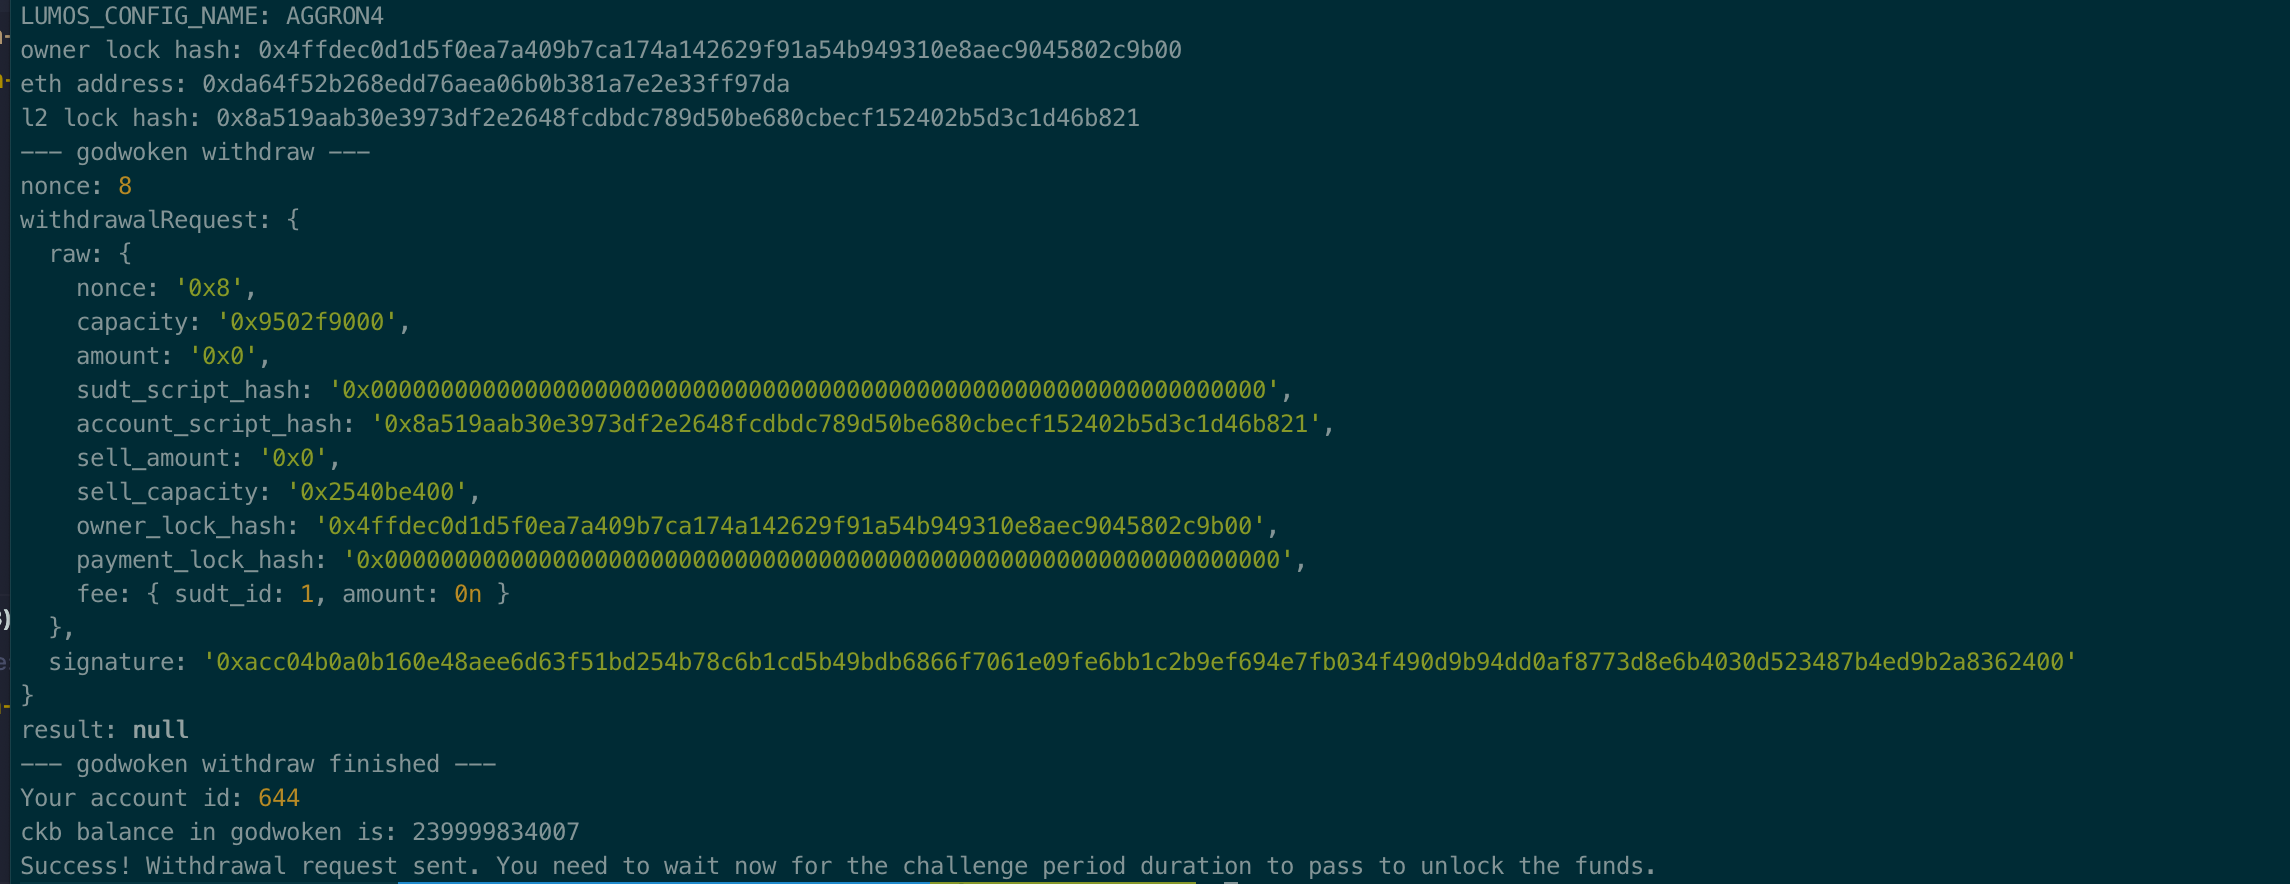 LUMOS_CONFIG_NAME: AGGRON4
owner lock hash: 0x4ffdec0d1d5f0ea7a409b7ca174a142629f91a54b949310e8aec9045802c9b00
eth address: 0xda64f52b268edd76aea06b0b381a7e2e33ff97da
l2 lock hash: 0x8a519aab30e3973df2e2648fcdbdc789d50be680cbecf152402b5d3c1d46b821
--- godwoken withdraw ---
nonce: 8
withdrawalRequest: {
  raw: {
    nonce: '0x8',
    capacity: '0x9502f9000',
    amount: '0x0',
    sudt_script_hash: '0x0000000000000000000000000000000000000000000000000000000000000000',
    account_script_hash: '0x8a519aab30e3973df2e2648fcdbdc789d50be680cbecf152402b5d3c1d46b821',
    sell_amount: '0x0',
    sell_capacity: '0x2540be400',
    owner_lock_hash: '0x4ffdec0d1d5f0ea7a409b7ca174a142629f91a54b949310e8aec9045802c9b00',
    payment_lock_hash: '0x0000000000000000000000000000000000000000000000000000000000000000',
    fee: { sudt_id: 1, amount: 0n }
  },
  signature: '0xacc04b0a0b160e48aee6d63f51bd254b78c6b1cd5b49bdb6866f7061e09fe6bb1c2b9ef694e7fb034f490d9b94dd0af8773d8e6b4030d523487b4ed9b2a8362400'
}
result: null
--- godwoken withdraw finished ---
Your account id: 644
ckb balance in godwoken is: 239999834007
Success! Withdrawal request sent. You need to wait now for the challenge period duration to pass to unlock the funds.